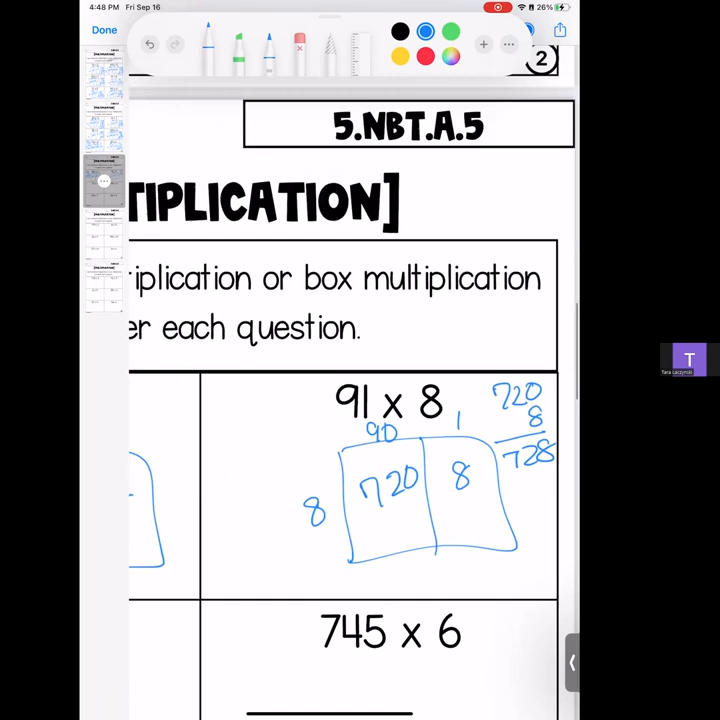 4:48 PM Fri Sep 16
26%
Done
2
5.NBT.A.5
TIPLICATION]
iplication or box multiplication
er each question.
91 x 8
720
8
728
90
1
8
720
8
745 x 6
T
Tara Laczynski